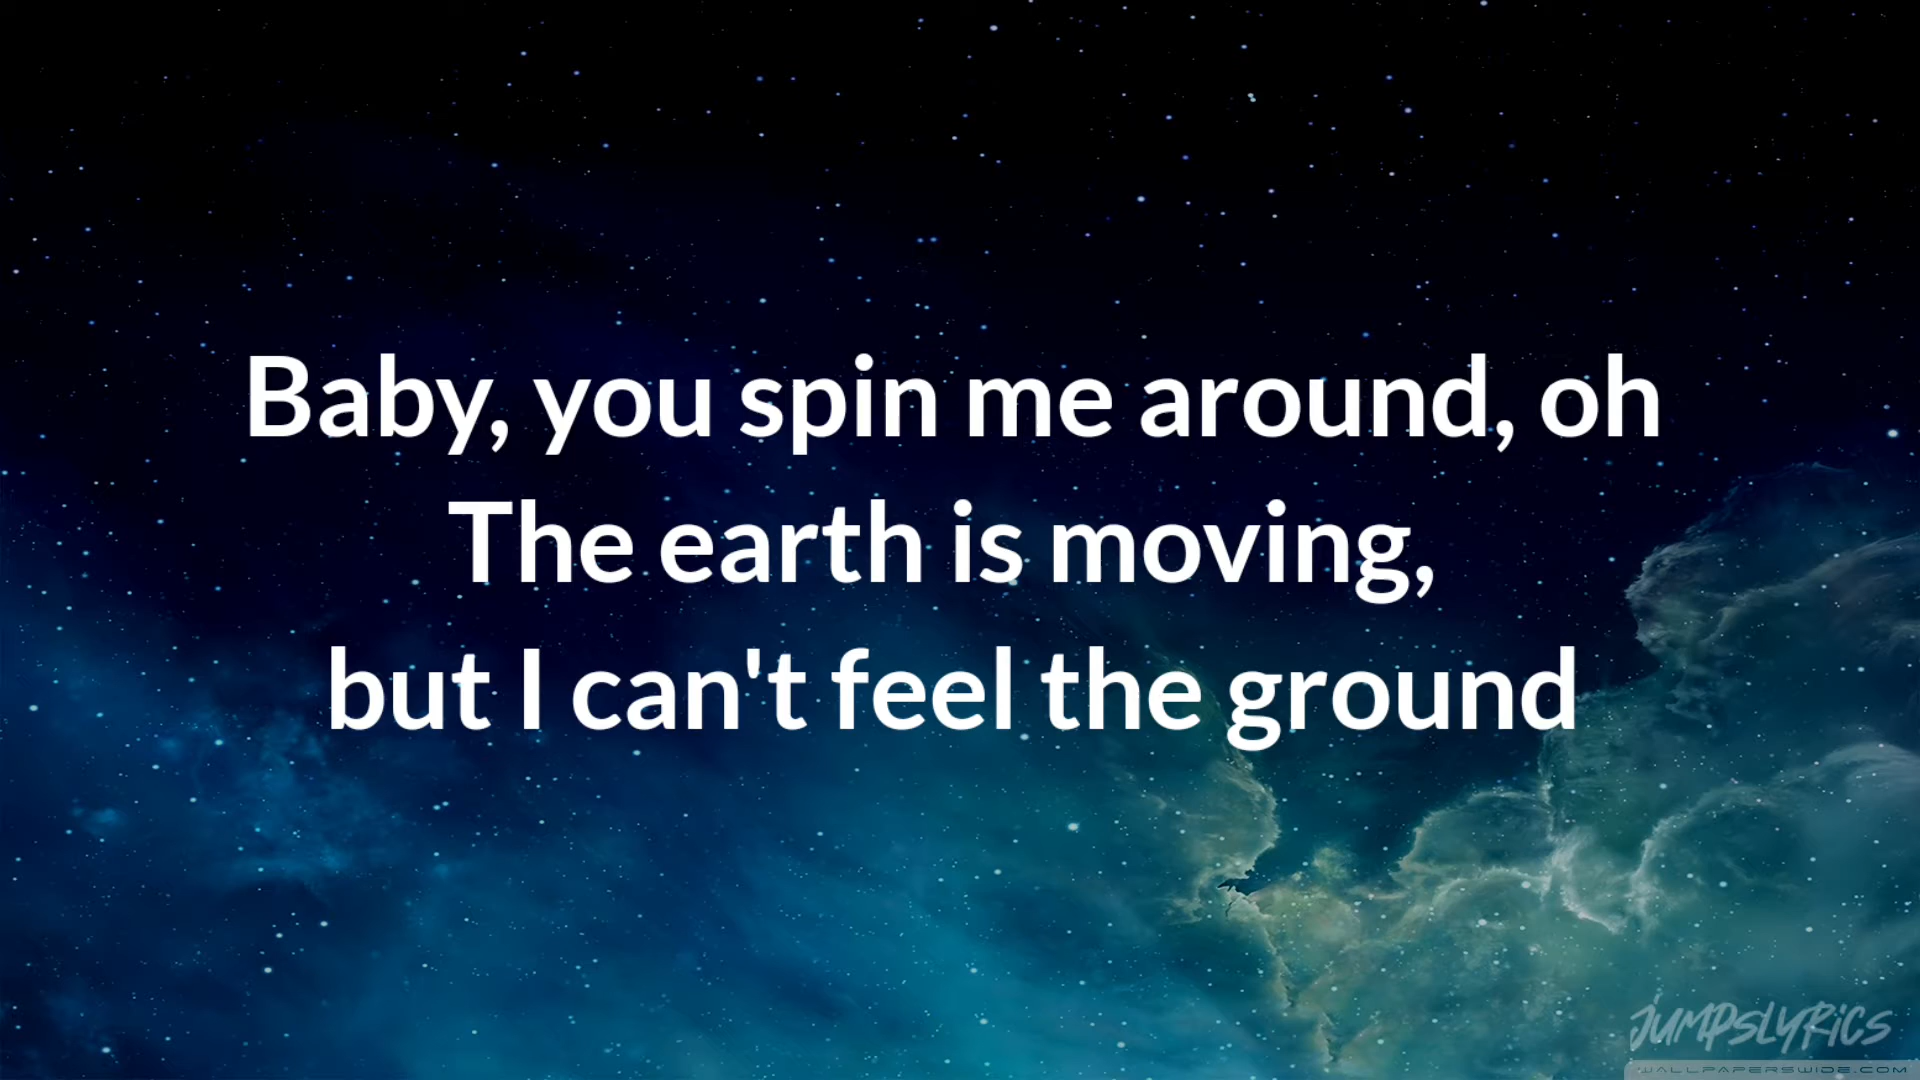 Baby, you spin me around, oh
The earth is moving,
but I can't feel the ground
JUMPSLYRICS
WALLPAPERSWIDE.COM